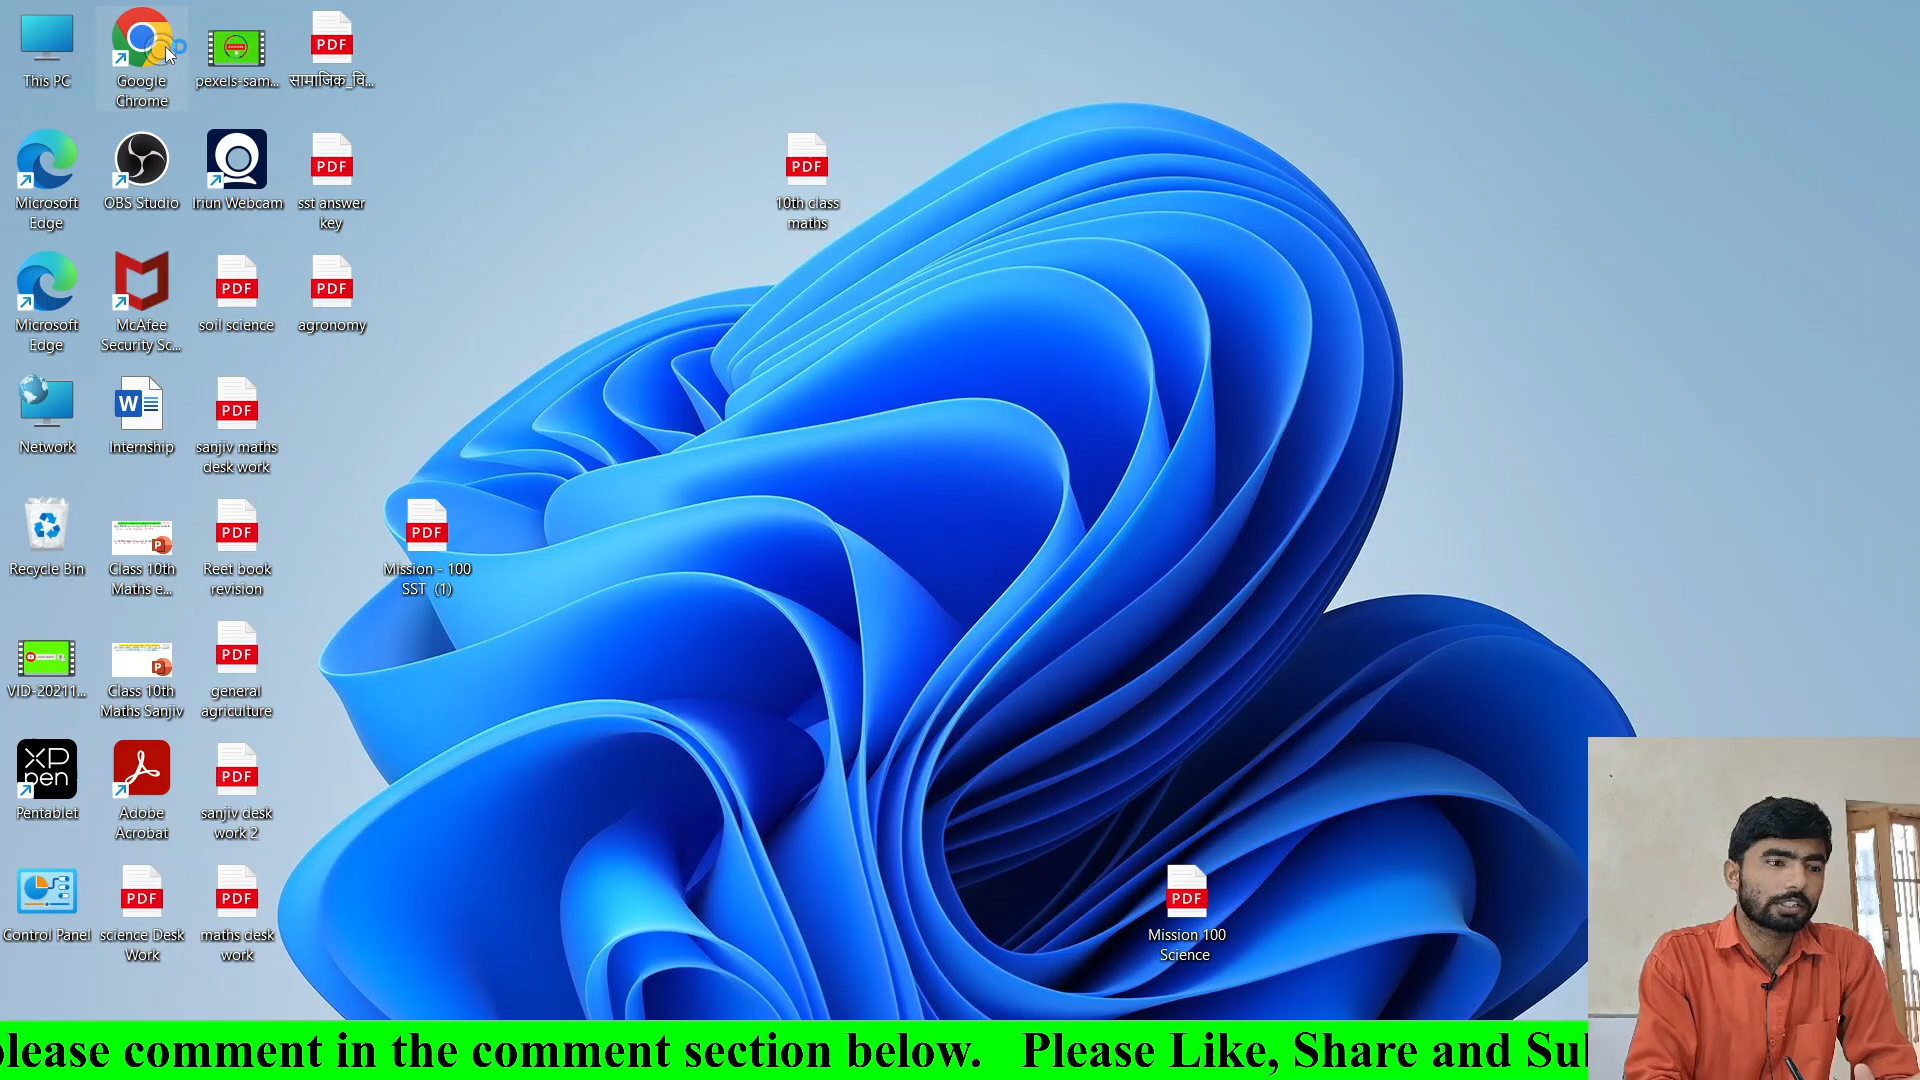 This PC
Google
Chrome
pexels-sam...
PDF
सामाजिक_वि...
Microsoft
Edge
OBS Studio
Iriun Webcam
PDF
sst answer
key
PDF
10th class
maths
Microsoft
Edge
McAfee
Security Sc...
PDF
soil science
PDF
agronomy
Network
W
Internship
PDF
sanjiv maths
desk work
Recycle Bin
P
Class 10th
Maths e...
PDF
Reet book
revision
PDF
Mission - 100
SST (1)
VID-20211...
P
Class 10th
Maths Sanjiv
PDF
general
agriculture
XP
pen
Pentablet
Adobe
Acrobat
PDF
sanjiv desk
work 2
Control Panel
PDF
science Desk
Work
PDF
maths desk
work
PDF
Mission 100
Science
please comment in the comment section below. Please Like, Share and Sub